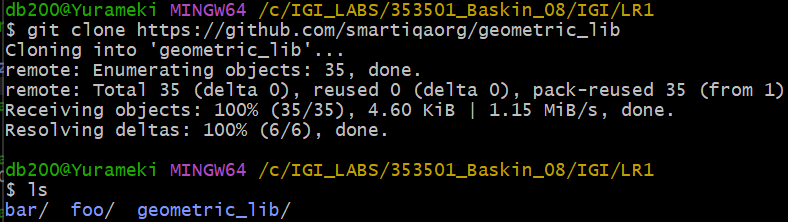 db200@Yurameki MINGW64 /c/IGI_LABS/353501_Baskin_08/IGI/LR1
$ git clone https://github.com/smartiqaorg/geometric_lib
Cloning into 'geometric_lib'...
remote: Enumerating objects: 35, done.
remote: Total 35 (delta 0), reused 0 (delta 0), pack-reused 35 (from 1)
Receiving objects: 100% (35/35), 4.60 KiB | 1.15 MiB/s, done.
Resolving deltas: 100% (6/6), done.
db200@Yurameki MINGW64 /c/IGI_LABS/353501_Baskin_08/IGI/LR1
$ ls
bar/  foo/  geometric_lib/